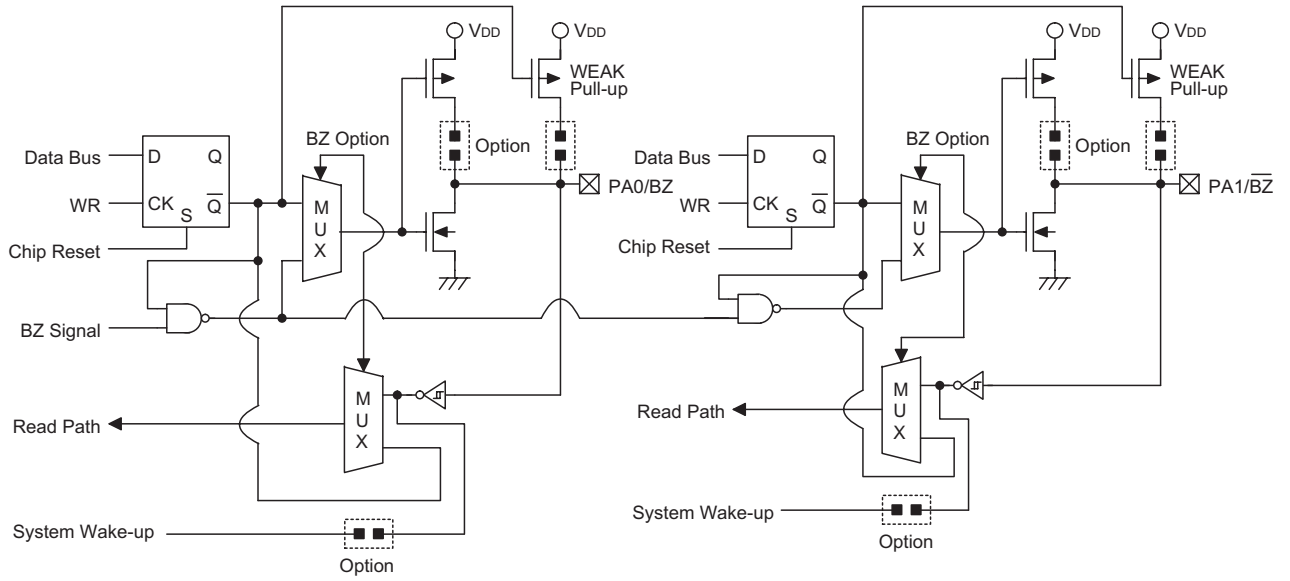 VDD
VDD
WEAK
Pull-up
BZ Option
Option
Data Bus
D
Q
WR
CK
S
Q̅
Chip Reset
M
U
X
PA0/BZ
BZ Signal
M
U
X
Read Path
System Wake-up
Option
VDD
VDD
WEAK
Pull-up
BZ Option
Option
Data Bus
D
Q
WR
CK
S
Q̅
Chip Reset
M
U
X
PA1/B̅Z̅
M
U
X
Read Path
System Wake-up
Option